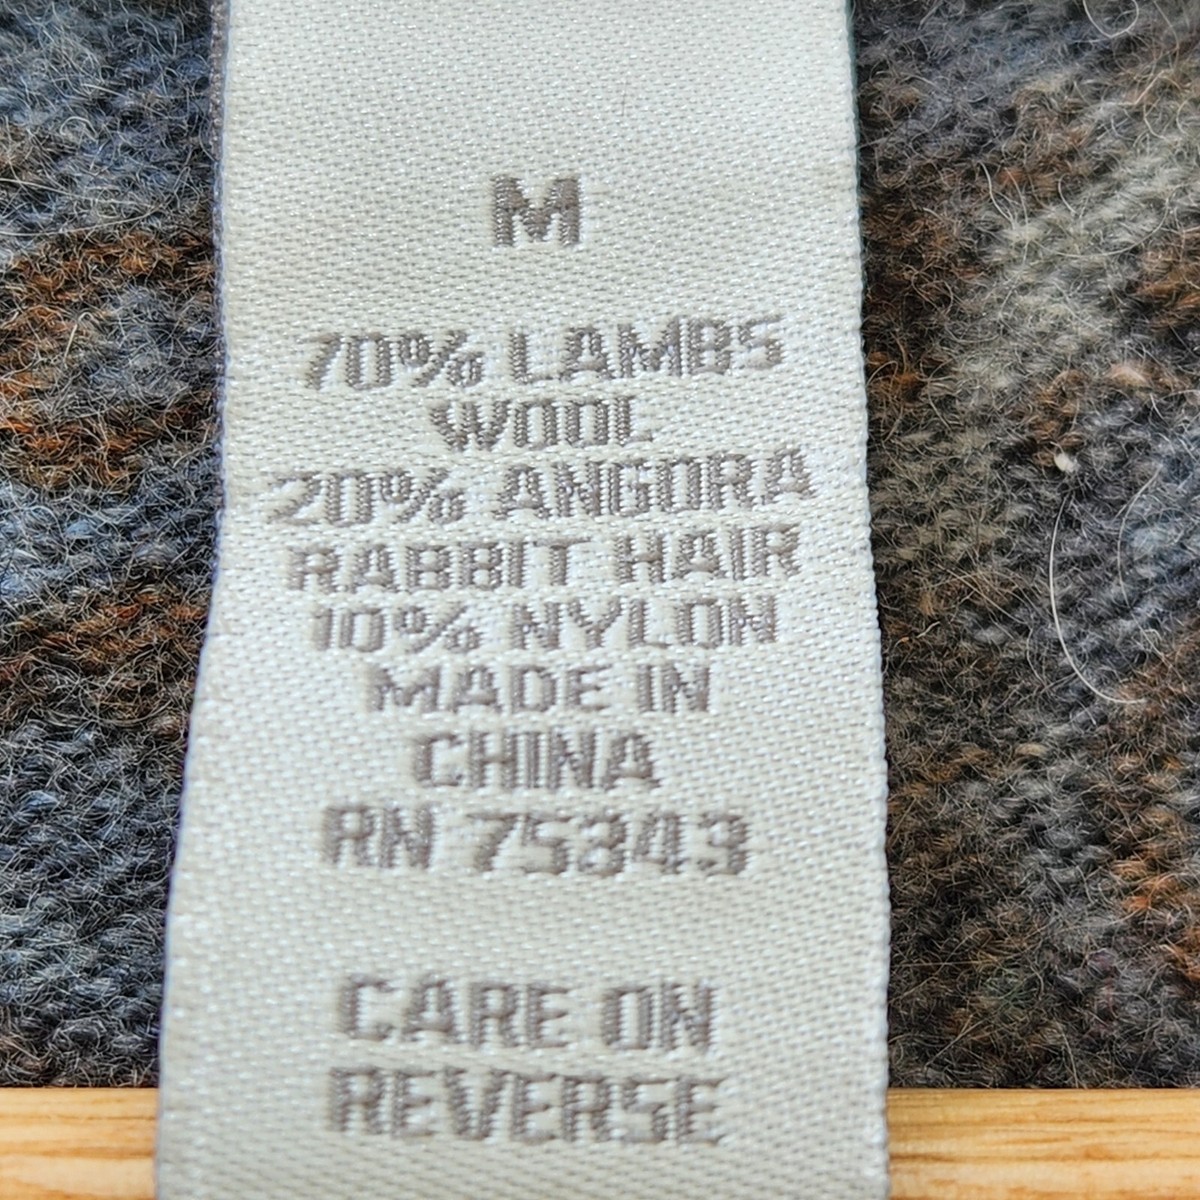 M
70% LAMBS
WOOL
20% ANGORA
RABBIT HAIR
10% NYLON
MADE IN
CHINA
RN 75343
CARE ON
REVERSE